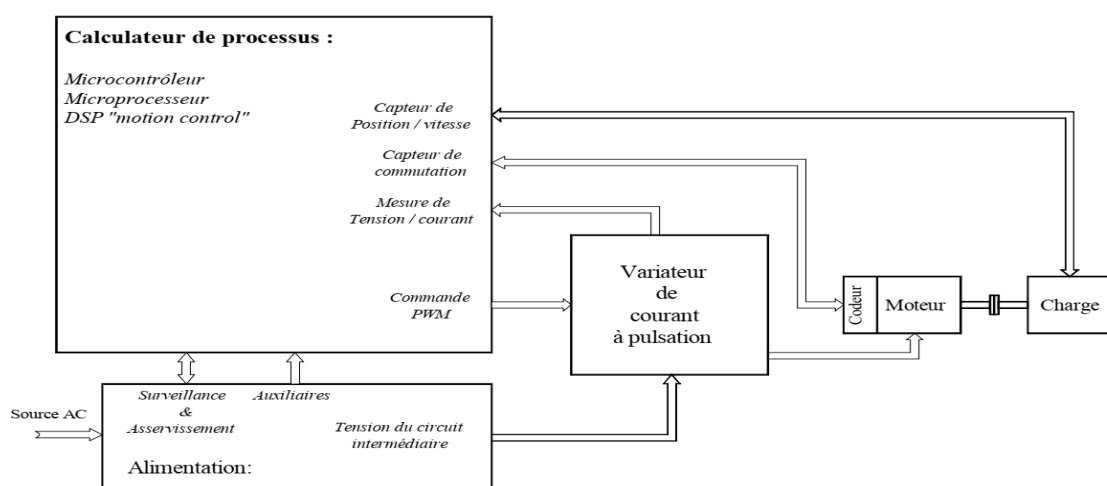 Calculateur de processus :
Microcontrôleur
Microprocesseur
DSP "motion control"
Capteur de
Position / vitesse
Capteur de
commutation
Mesure de
Tension / courant
Commande
PWM
Variateur
de
courant
à pulsation
Codeur
Moteur
Charge
Source AC
Surveillance
&
Asservissement
Auxiliaires
Tension du circuit
intermédiaire
Alimentation: